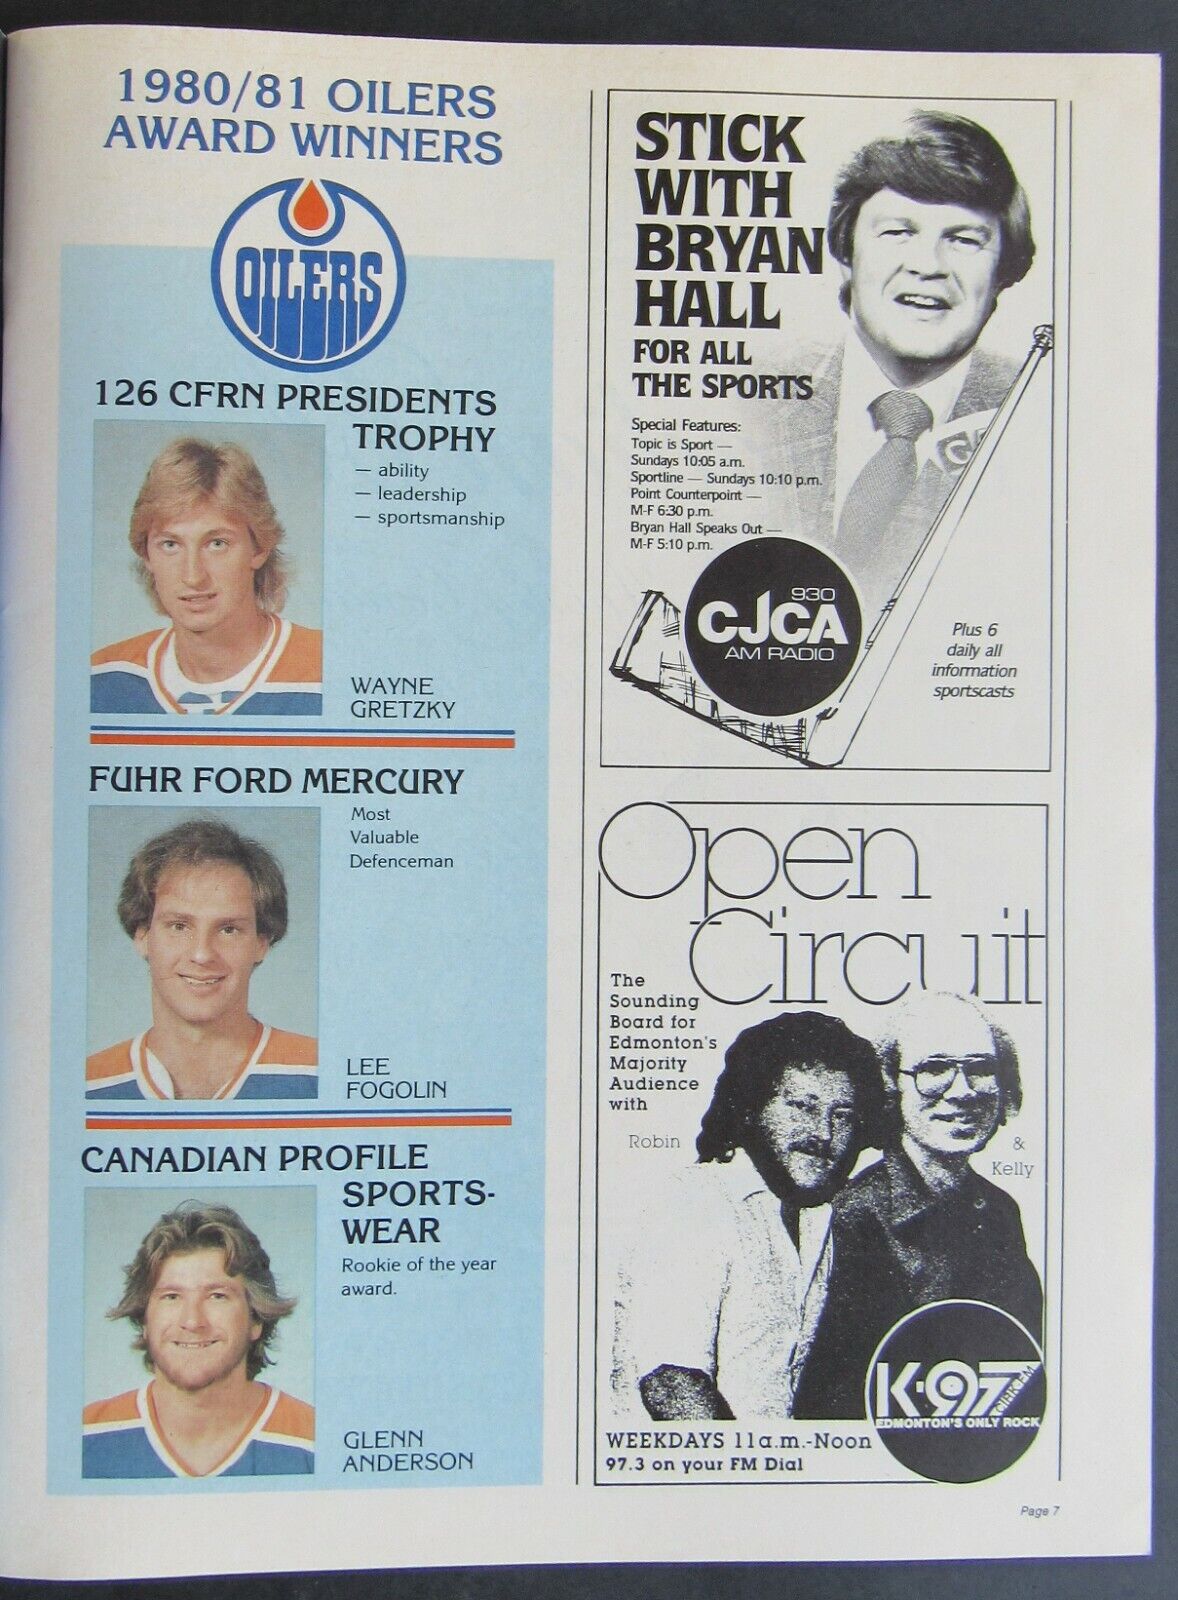 1980/81 OILERS
AWARD WINNERS
OILERS
126 CFRN PRESIDENTS
TROPHY
— ability
— leadership
— sportsmanship
WAYNE
GRETZKY
FUHR FORD MERCURY
Most
Valuable
Defenceman
LEE
FOGOLIN
CANADIAN PROFILE
SPORTS-
WEAR
Rookie of the year
award.
GLENN
ANDERSON
STICK
WITH
BRYAN
HALL
FOR ALL
THE SPORTS
Special Features:
Topic is Sport —
Sundays 10:05 a.m.
Sportline — Sundays 10:10 p.m.
Point Counterpoint —
M-F 6:30 p.m.
Bryan Hall Speaks Out —
M-F 5:10 p.m.
930
CJCA
AM RADIO
Plus 6
daily all
information
sportscasts
Open
Circuit
The
Sounding
Board for
Edmonton's
Majority
Audience
with
Robin
&
Kelly
K-97
EDMONTON'S ONLY ROCK
WEEKDAYS 11a.m.-Noon
97.3 on your FM Dial
Page 7